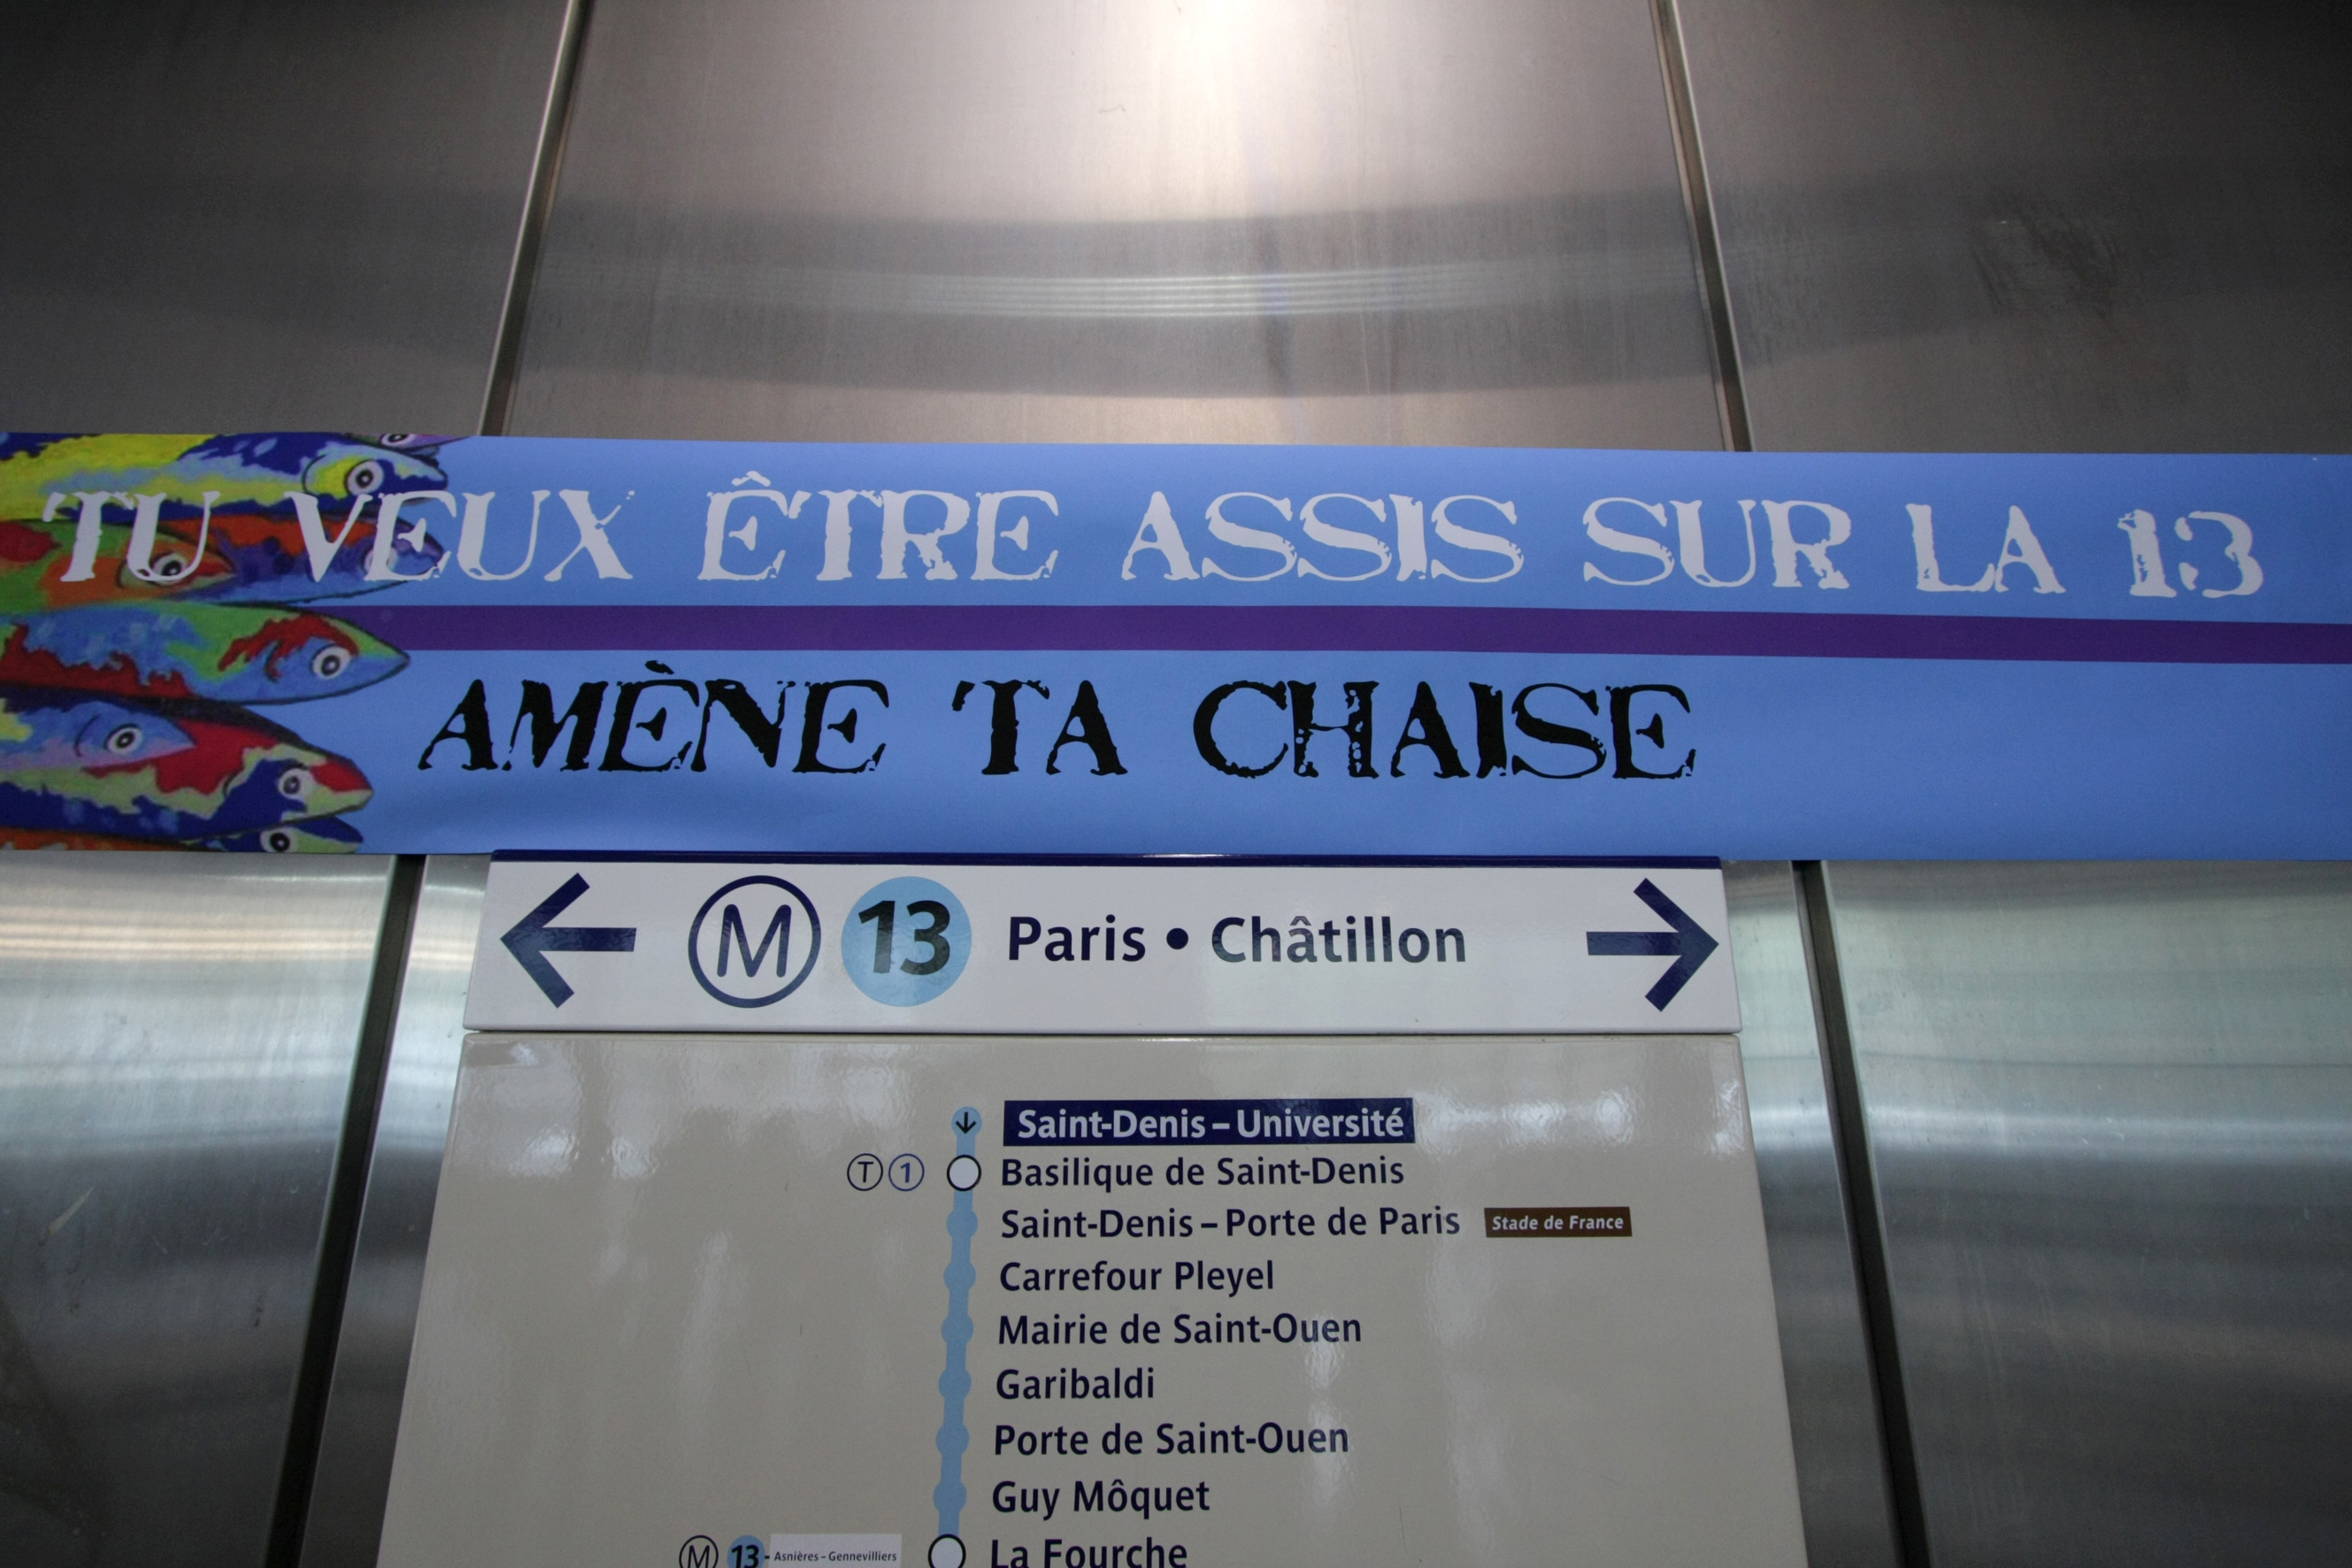 TU VEUX ÊTRE ASSIS SUR LA 13
AMÈNE TA CHAISE
M 13 Paris • Châtillon
Saint-Denis – Université
T 1 Basilique de Saint-Denis
Saint-Denis – Porte de Paris Stade de France
Carrefour Pleyel
Mairie de Saint-Ouen
Garibaldi
Porte de Saint-Ouen
Guy Môquet
M 13 - Asnières – Gennevilliers La Fourche